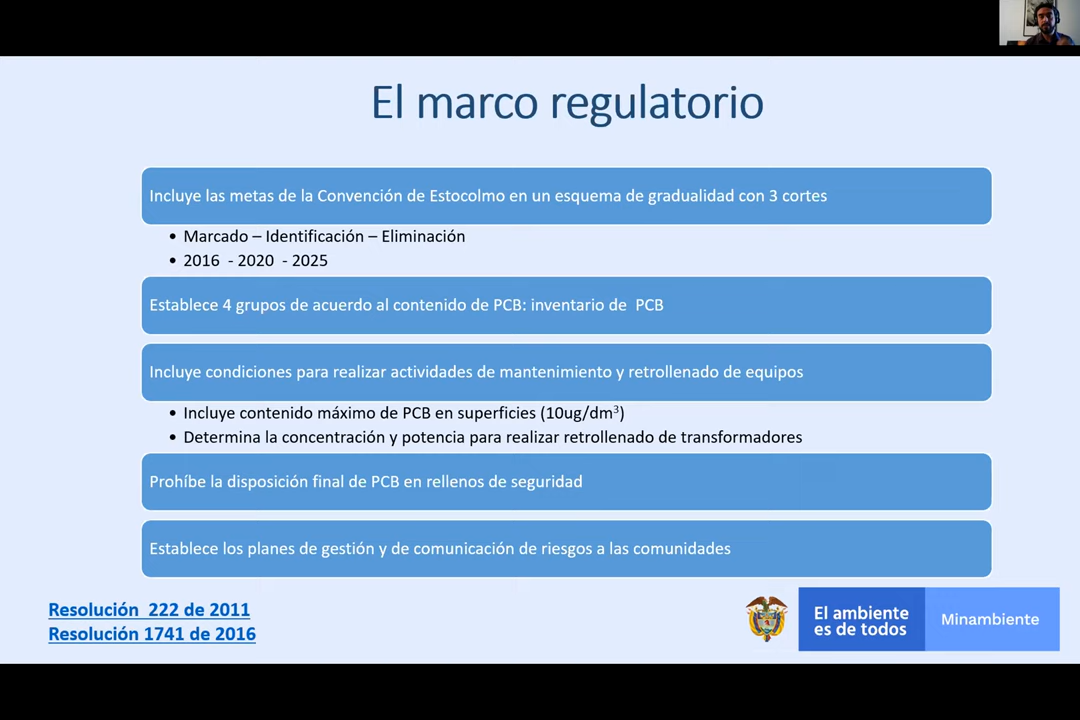 El marco regulatorio
Incluye las metas de la Convención de Estocolmo en un esquema de gradualidad con 3 cortes
• Marcado – Identificación – Eliminación
• 2016 - 2020 - 2025
Establece 4 grupos de acuerdo al contenido de PCB: inventario de PCB
Incluye condiciones para realizar actividades de mantenimiento y retrollenado de equipos
• Incluye contenido máximo de PCB en superficies (10ug/dm³)
• Determina la concentración y potencia para realizar retrollenado de transformadores
Prohíbe la disposición final de PCB en rellenos de seguridad
Establece los planes de gestión y de comunicación de riesgos a las comunidades
Resolución 222 de 2011
Resolución 1741 de 2016
El ambiente
es de todos
Minambiente